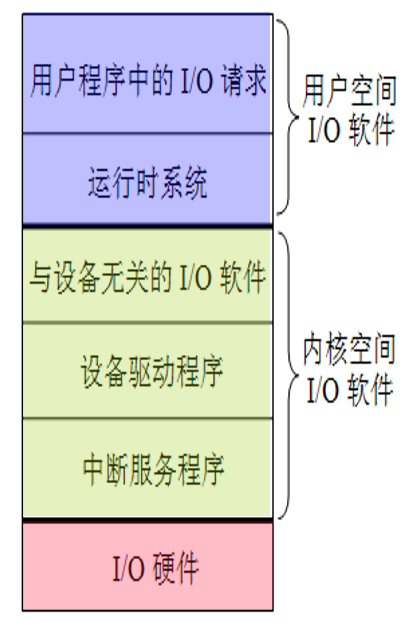 用户程序中的 I/O 请求
运行时系统
用户空间
I/O 软件
与设备无关的 I/O 软件
设备驱动程序
中断服务程序
内核空间
I/O 软件
I/O 硬件